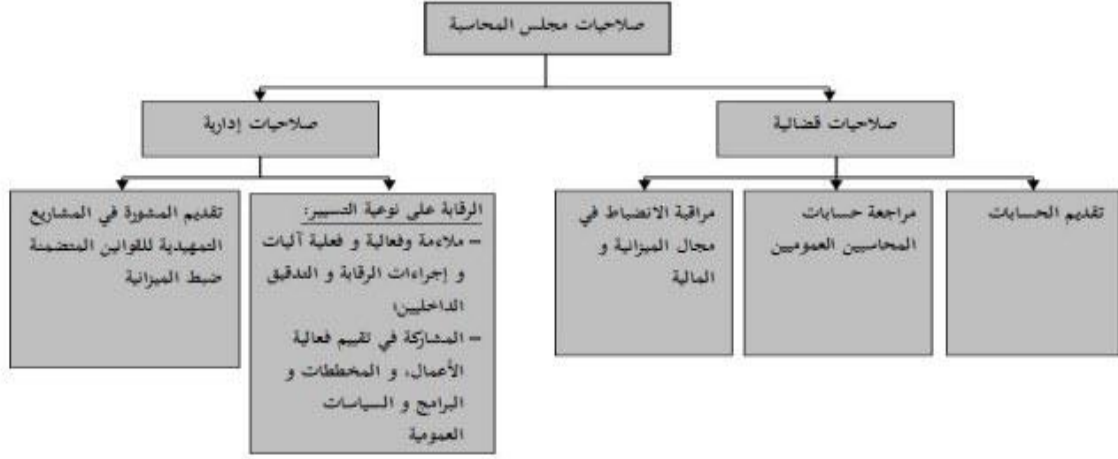 صلاحيات مجلس المحاسبة
صلاحيات قضائية
صلاحيات إدارية
تقديم الحسابات
مراجعة حسابات
المحاسبين العموميين
مراقبة الانضباط في
مجال الميزانية و
المالية
الرقابة على نوعية التسيير:
- ملاءمة وفعالية و فعلية آليات
و إجراءات الرقابة و التدقيق
الداخليين؛
- المشاركة في تقييم فعالية
الأعمال، و المخططات و
البرامج و السياسات
العمومية
تقديم المشورة في المشاريع
التمهيدية للقوانين المتضمنة
ضبط الميزانية